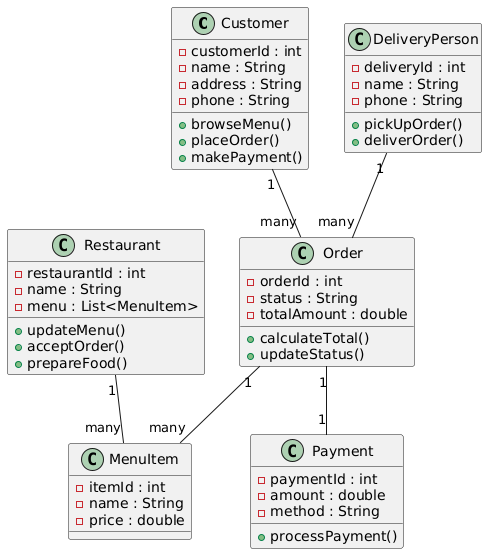 C Customer
customerId : int
name : String
address : String
phone : String
browseMenu()
placeOrder()
makePayment()
C DeliveryPerson
deliveryId : int
name : String
phone : String
pickUpOrder()
deliverOrder()
1
many
1
many
C Restaurant
restaurantId : int
name : String
menu : List<MenuItem>
updateMenu()
acceptOrder()
prepareFood()
C Order
orderId : int
status : String
totalAmount : double
calculateTotal()
updateStatus()
1
many
1
many
1
1
C MenuItem
itemId : int
name : String
price : double
C Payment
paymentId : int
amount : double
method : String
processPayment()